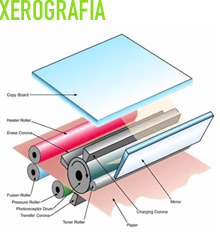 XEROGRAFIA
Copy Board
Heater Roller
Erase Corona
Fusion Roller
Pressure Roller
Photoreceptor Drum
Transfer Corona
Toner Roller
Paper
Charging Corona
Mirror